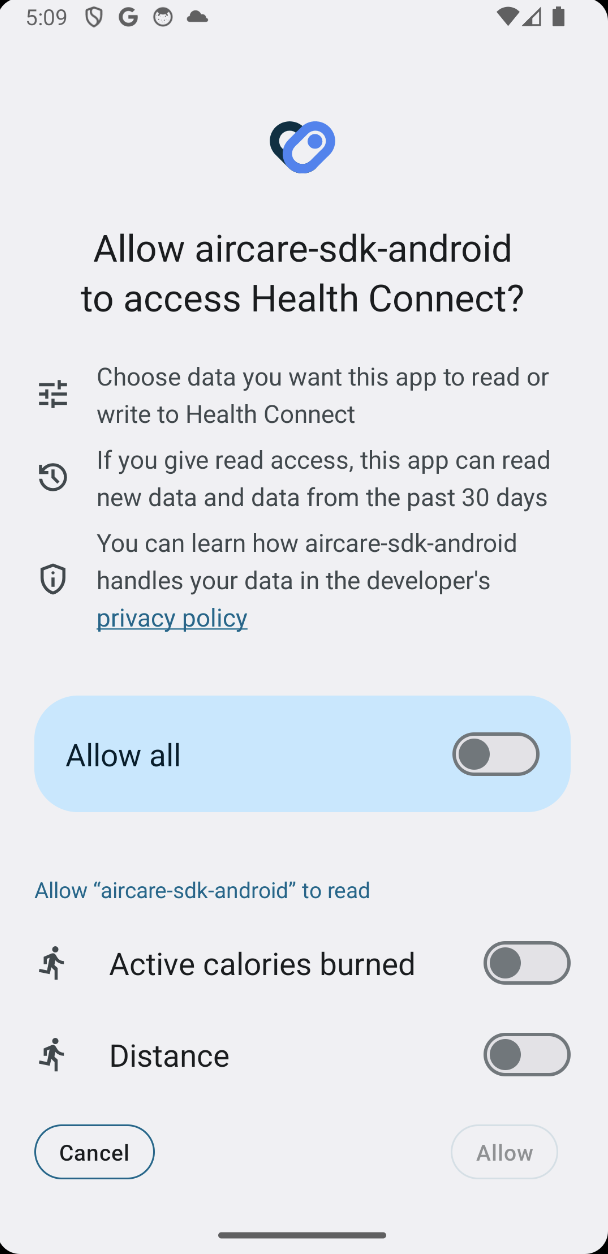 5:09
Allow aircare-sdk-android
to access Health Connect?
Choose data you want this app to read or
write to Health Connect
If you give read access, this app can read
new data and data from the past 30 days
You can learn how aircare-sdk-android
handles your data in the developer's
privacy policy
Allow all
Allow “aircare-sdk-android” to read
Active calories burned
Distance
Cancel
Allow